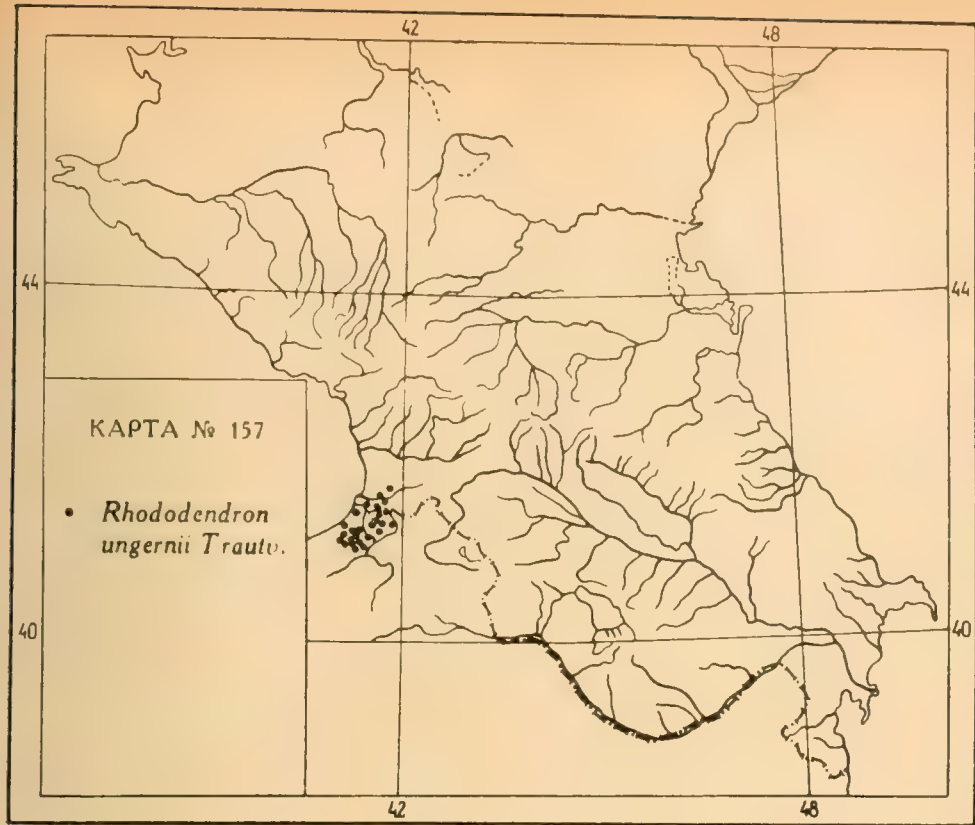 42 48
44 44
КАРТА № 157
• Rhododendron
ungernii Trautv.
40 40
42 48